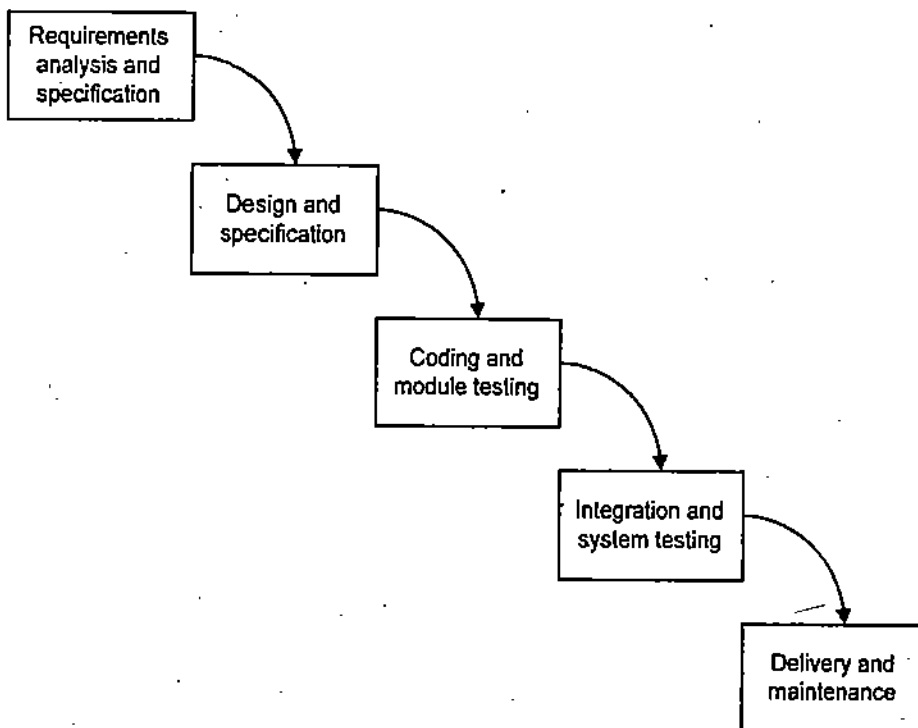 Requirements
analysis and
specification
Design and
specification
Coding and
module testing
Integration and
system testing
Delivery and
maintenance